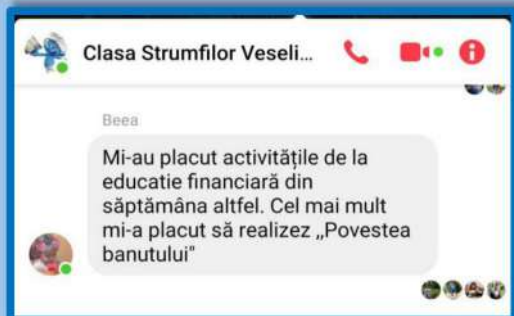 Clasa Strumfilor Veseli...
Beea
Mi-au placut activitățile de la
educatie financiară din
săptămâna altfel. Cel mai mult
mi-a placut să realizez ,,Povestea
banutului"